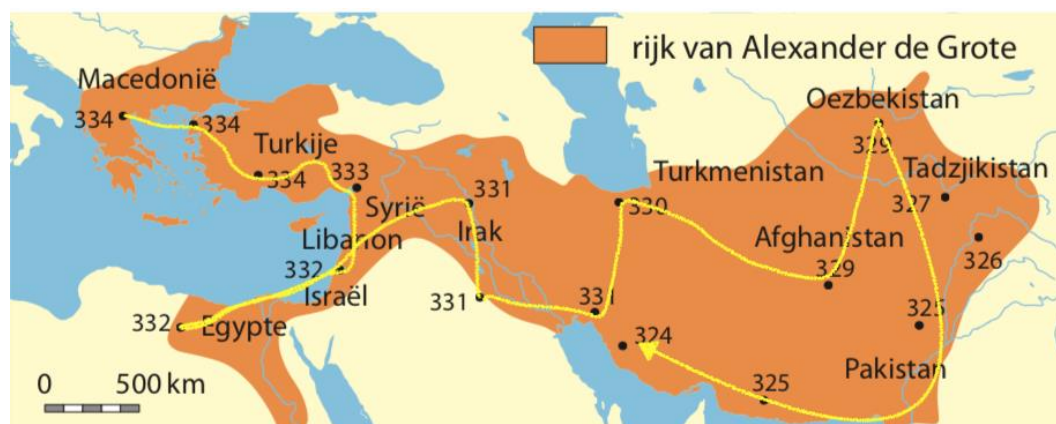 rijk van Alexander de Grote
Macedonië
334
334
Turkije
334
333
Syrië
331
Irak
Libanon
332
Israël
332
Egypte
331
331
330
Turkmenistan
Oezbekistan
329
Tadzjikistan
327
Afghanistan
329
326
325
324
Pakistan
325
0 500 km